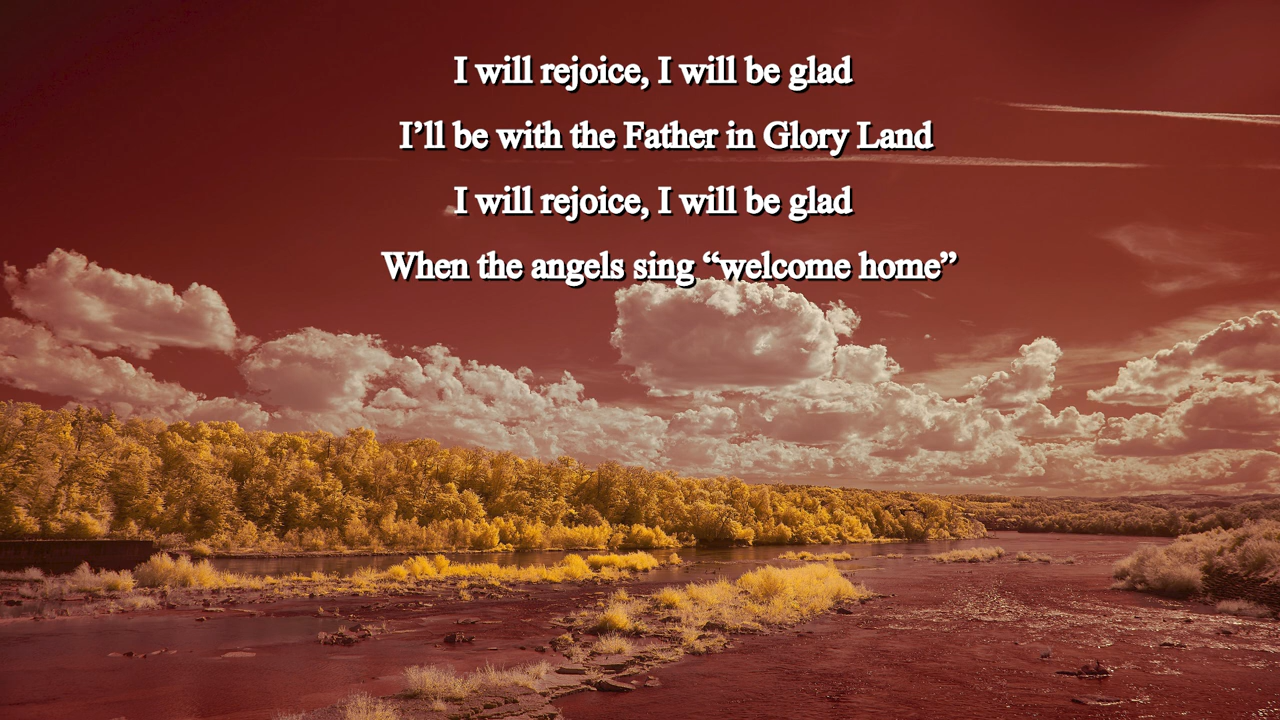 I will rejoice, I will be glad
I’ll be with the Father in Glory Land
I will rejoice, I will be glad
When the angels sing “welcome home”